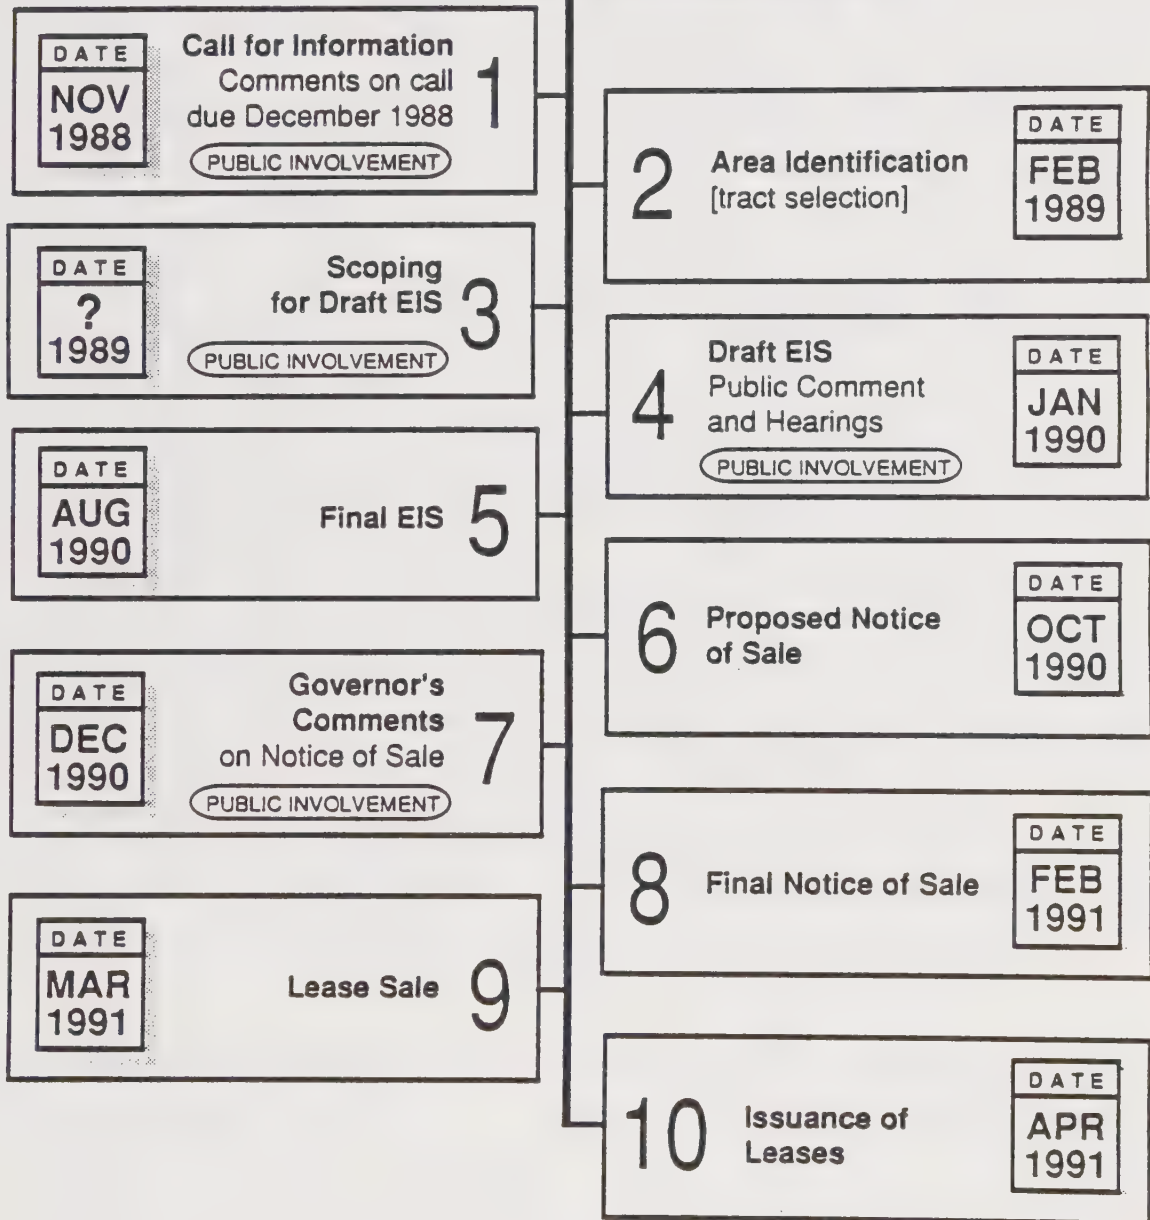 DATE
NOV
1988
Call for Information
Comments on call
due December 1988
PUBLIC INVOLVEMENT
1
2
Area Identification
[tract selection]
DATE
FEB
1989
DATE
?
1989
Scoping
for Draft EIS
PUBLIC INVOLVEMENT
3
4
Draft EIS
Public Comment
and Hearings
PUBLIC INVOLVEMENT
DATE
JAN
1990
DATE
AUG
1990
Final EIS
5
6
Proposed Notice
of Sale
DATE
OCT
1990
DATE
DEC
1990
Governor's
Comments
on Notice of Sale
PUBLIC INVOLVEMENT
7
8
Final Notice of Sale
DATE
FEB
1991
DATE
MAR
1991
Lease Sale
9
10
Issuance of
Leases
DATE
APR
1991